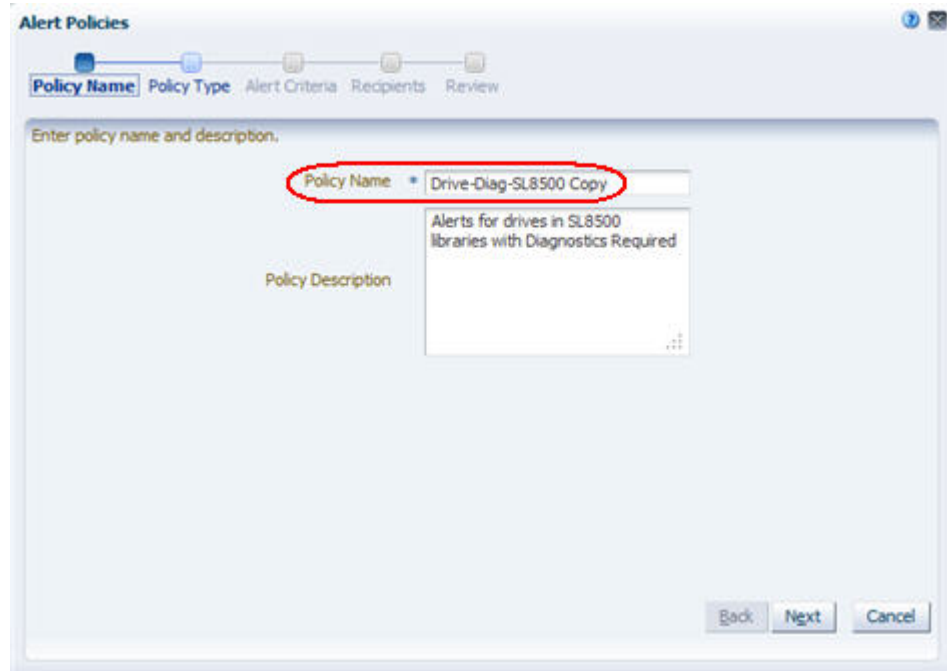 Alert Policies
Policy Name Policy Type Alert Criteria Recipients Review
Enter policy name and description.
Policy Name * Drive-Diag-SL8500 Copy
Policy Description
Alerts for drives in SL8500
libraries with Diagnostics Required
Back Next Cancel